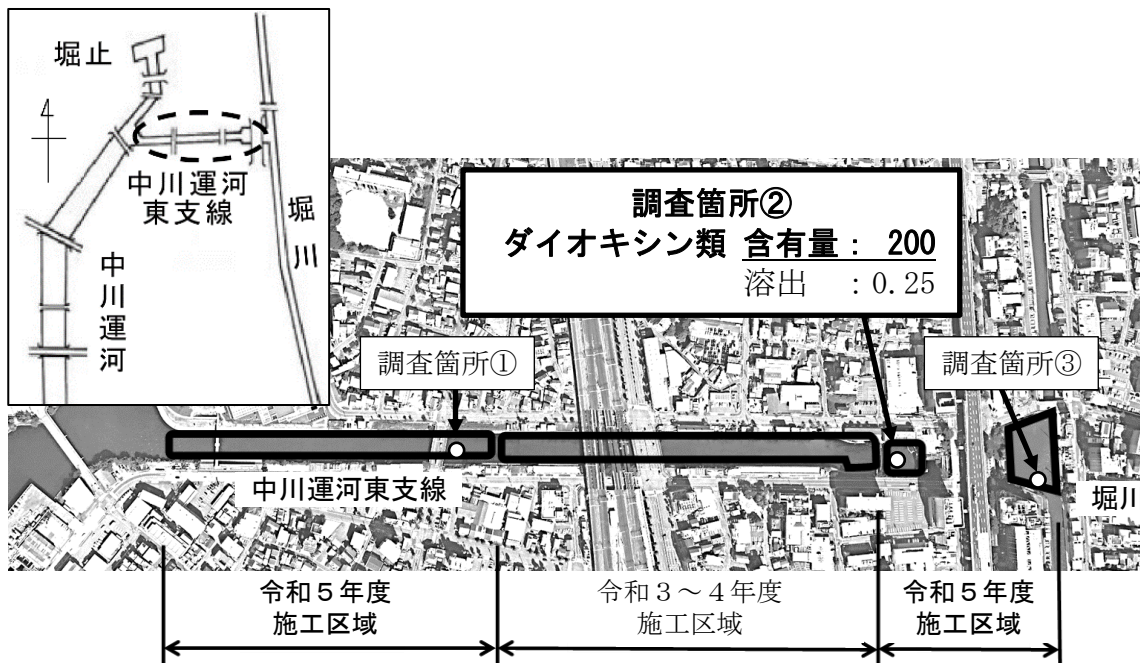 堀止
4
中川運河
東支線
堀川
中川運河
調査箇所②
ダイオキシン類 含有量： 200
溶出 ：0.25
調査箇所①
調査箇所③
中川運河東支線
堀川
令和５年度
施工区域
令和３～４年度
施工区域
令和５年度
施工区域